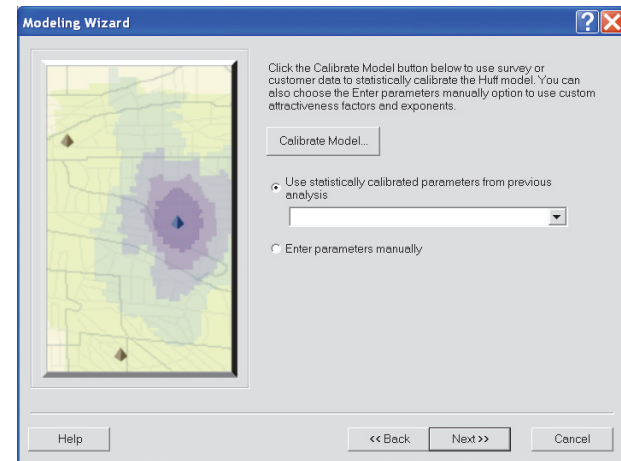 Modeling Wizard
Click the Calibrate Model button below to use survey or
customer data to statistically calibrate the Huff model. You can
also choose the Enter parameters manually option to use custom
attractiveness factors and exponents.
Calibrate Model...
Use statistically calibrated parameters from previous
analysis
Enter parameters manually
Help
<< Back
Next >>
Cancel